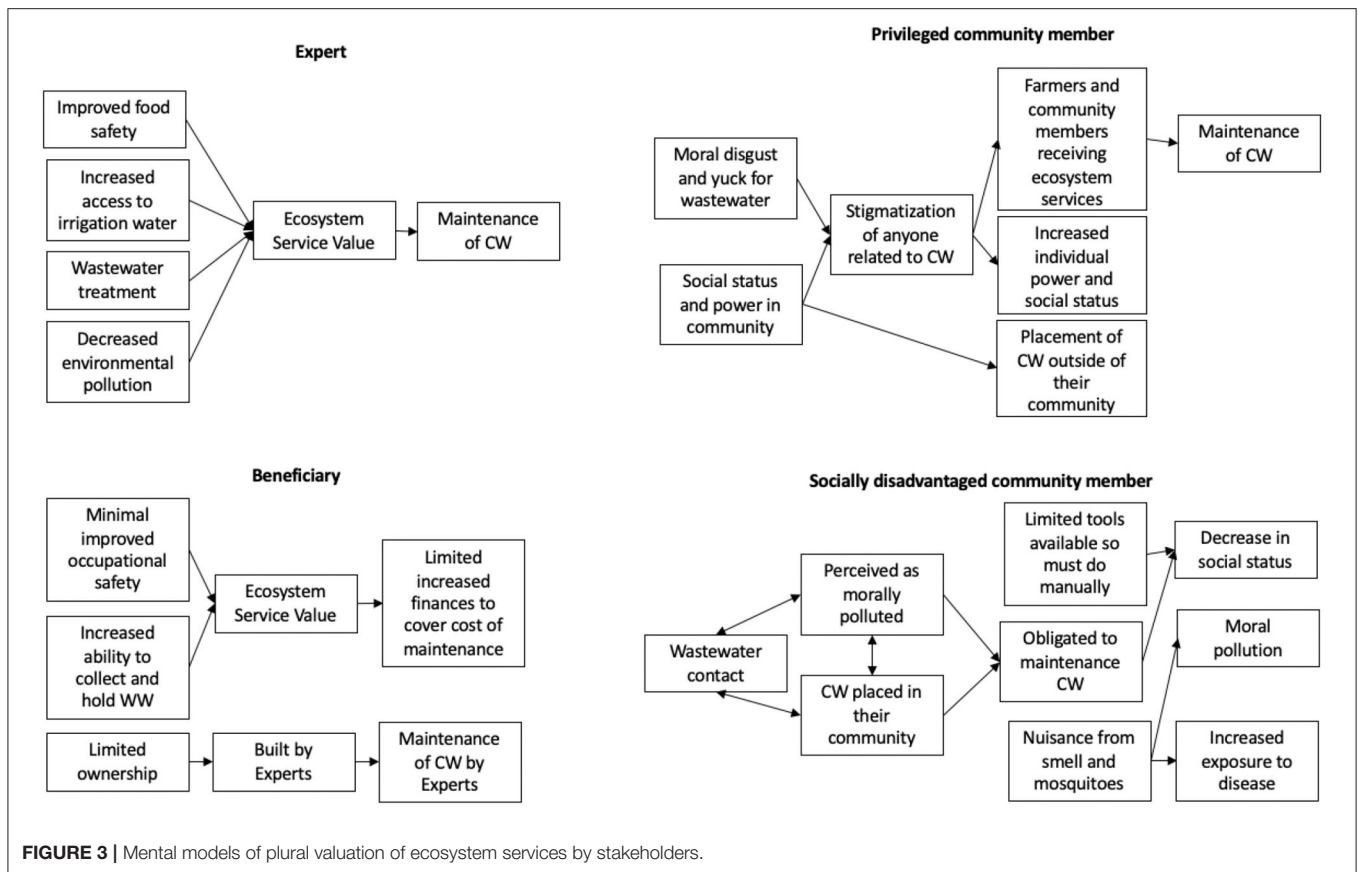 Expert
Improved food
safety
Increased
access to
irrigation water
Wastewater
treatment
Decreased
environmental
pollution
Ecosystem
Service Value
Maintenance
of CW
Privileged community member
Moral disgust
and yuck for
wastewater
Social status
and power in
community
Stigmatization
of anyone
related to CW
Farmers and
community
members
receiving
ecosystem
services
Increased
individual
power and
social status
Placement of
CW outside of
their
community
Maintenance
of CW
Beneficiary
Minimal
improved
occupational
safety
Increased
ability to
collect and
hold WW
Ecosystem
Service Value
Limited
increased
finances to
cover cost of
maintenance
Limited
ownership
Built by
Experts
Maintenance
of CW by
Experts
Socially disadvantaged community member
Wastewater
contact
Perceived as
morally
polluted
CW placed in
their
community
Limited tools
available so
must do
manually
Obligated to
maintenance
CW
Nuisance from
smell and
mosquitoes
Decrease in
social status
Moral
pollution
Increased
exposure to
disease
FIGURE 3 | Mental models of plural valuation of ecosystem services by stakeholders.